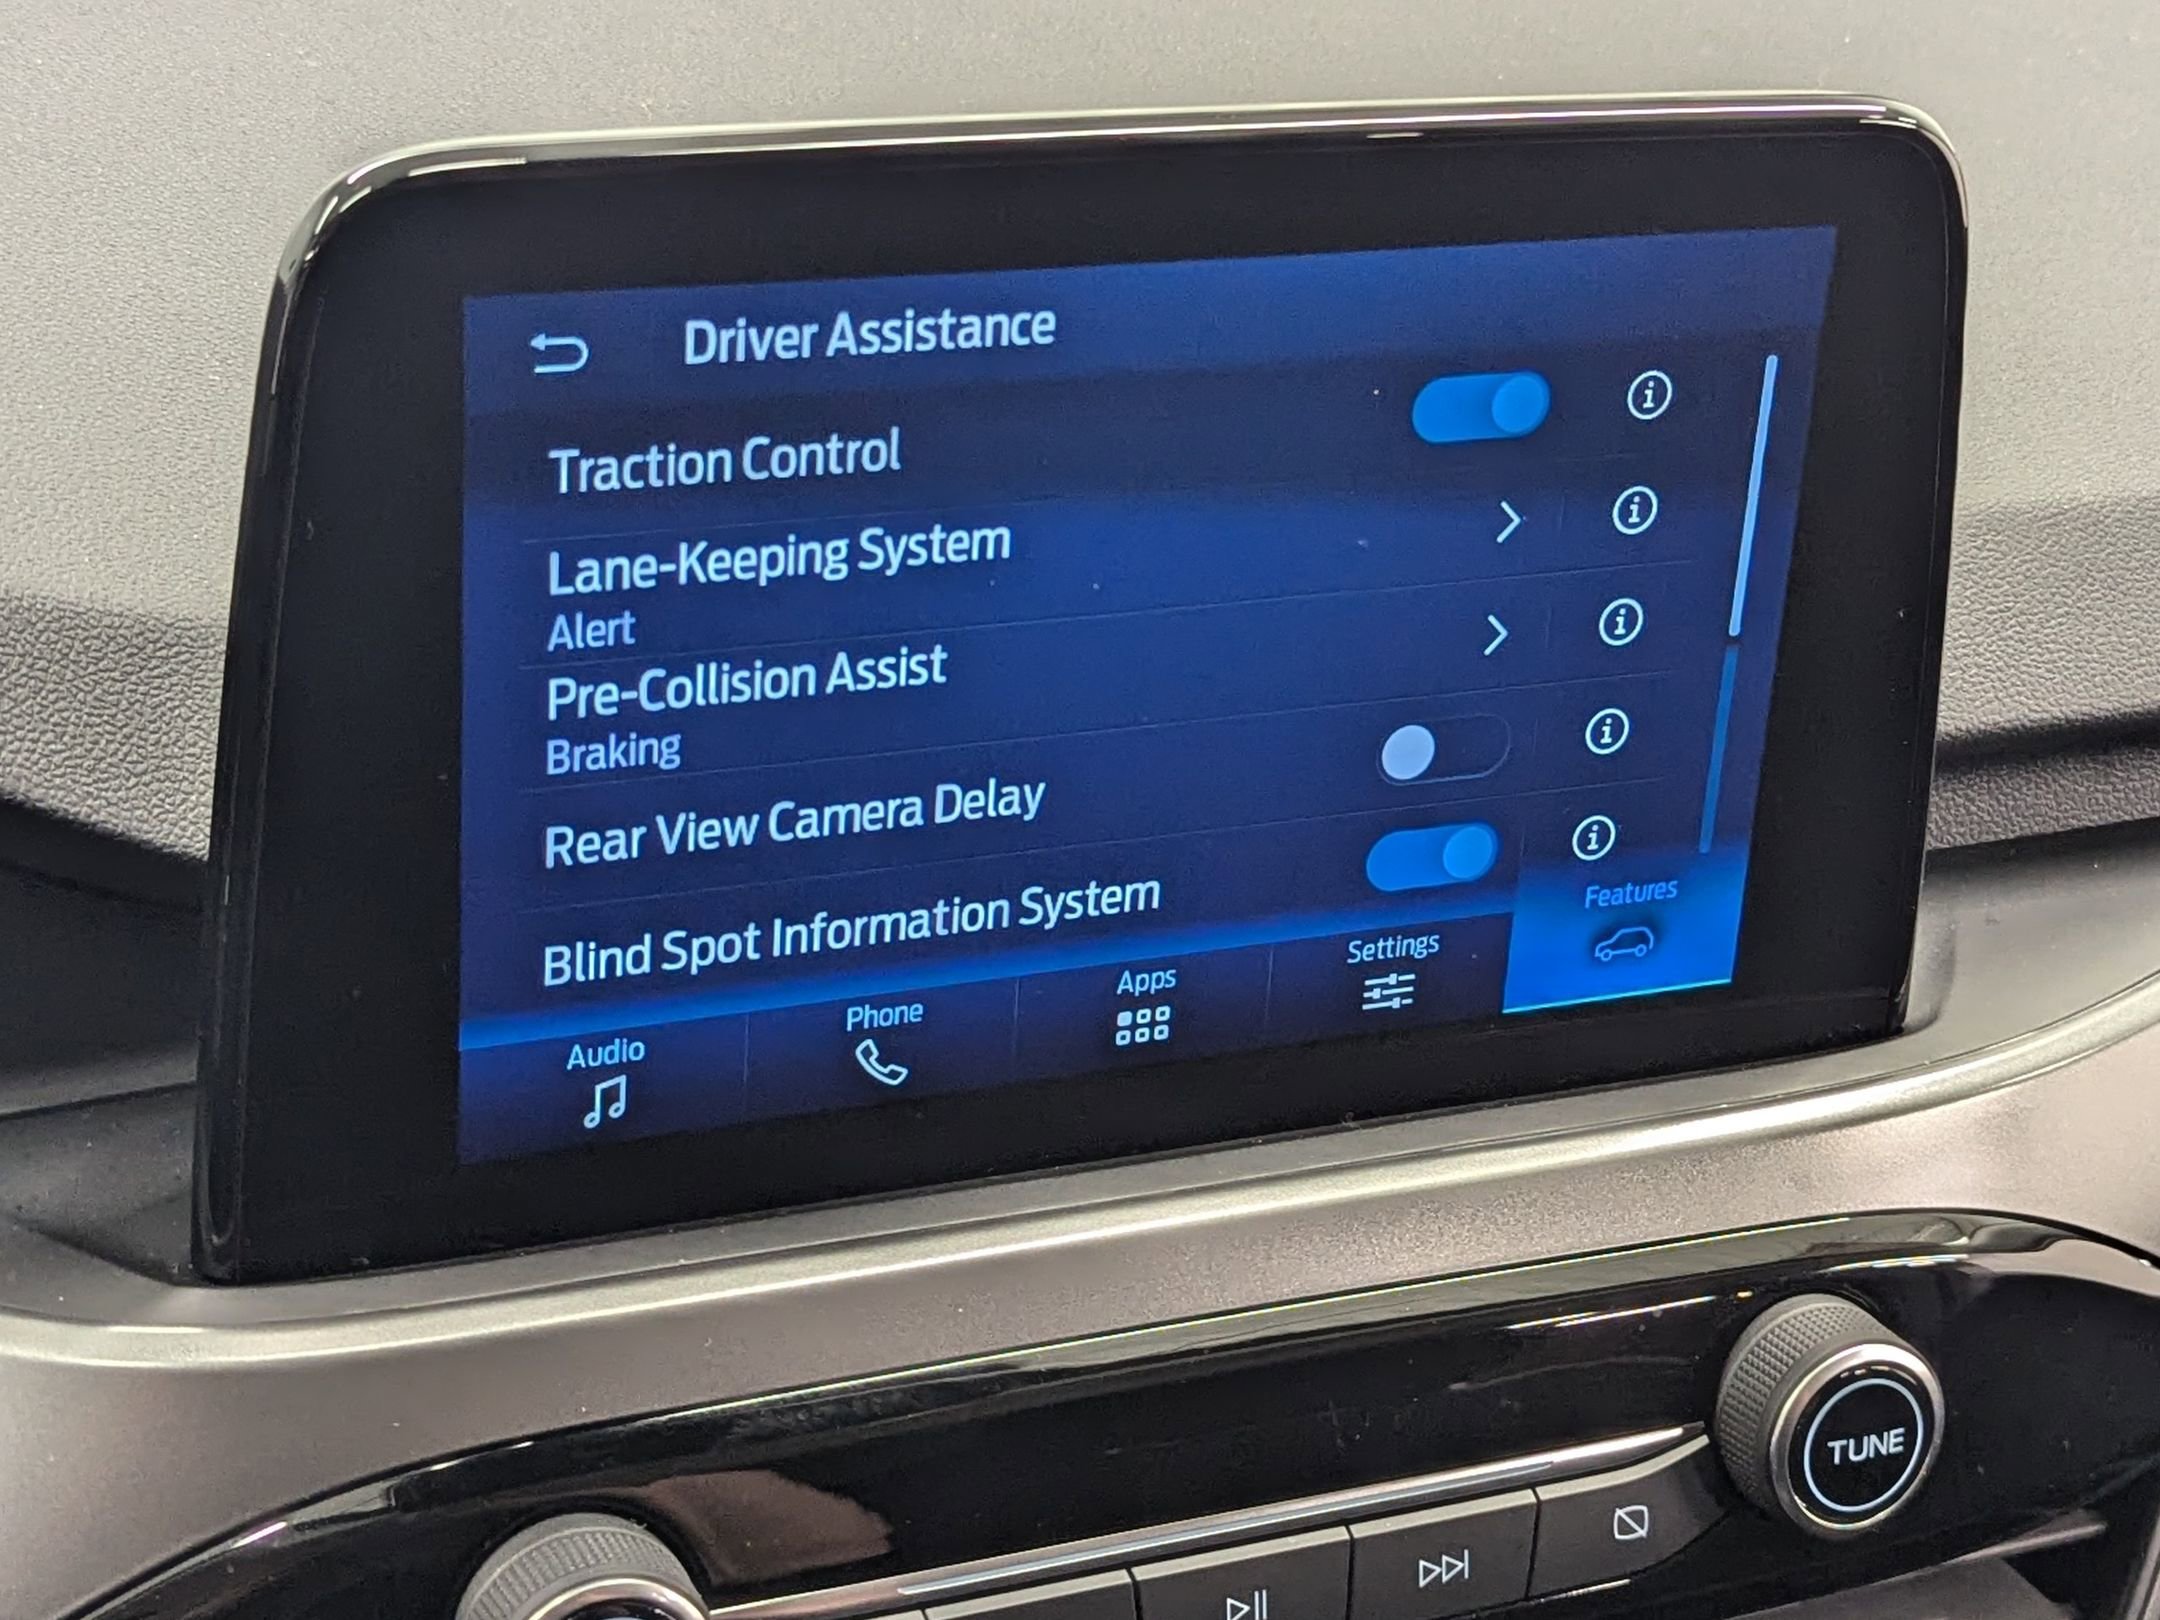 Driver Assistance
Traction Control
Lane-Keeping System
Alert
Pre-Collision Assist
Braking
Rear View Camera Delay
Blind Spot Information System
Audio
Phone
Apps
Settings
Features
TUNE